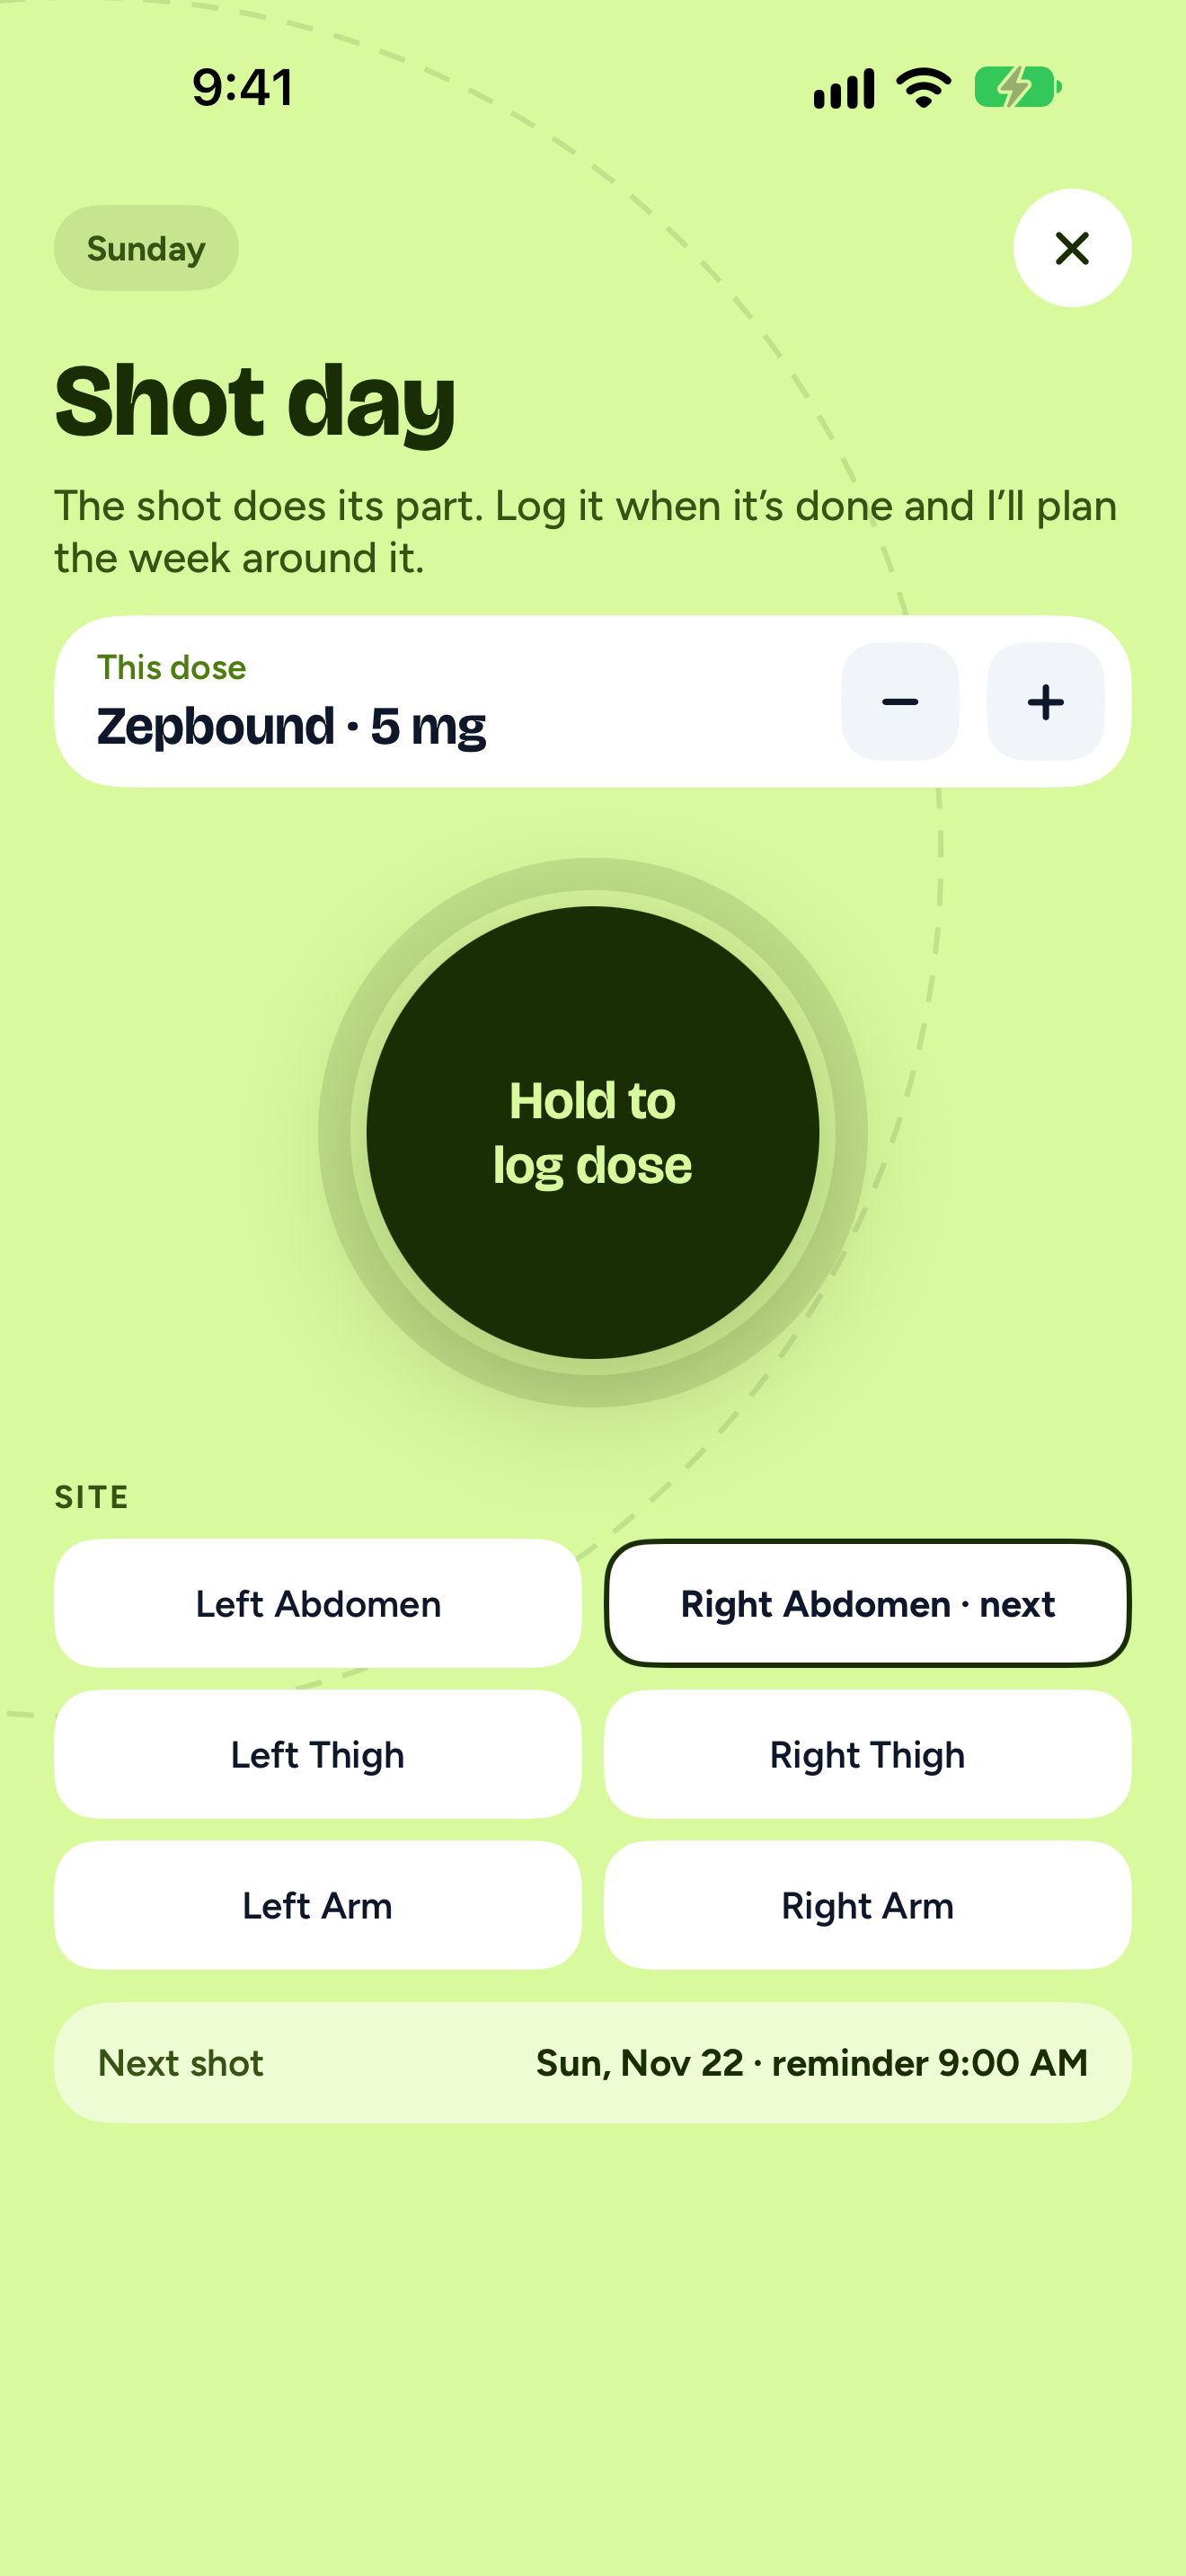 9:41
Sunday
Shot day
The shot does its part. Log it when it’s done and I’ll plan
the week around it.
This dose
Zepbound · 5 mg
Hold to
log dose
SITE
Left Abdomen
Right Abdomen · next
Left Thigh
Right Thigh
Left Arm
Right Arm
Next shot
Sun, Nov 22 · reminder 9:00 AM